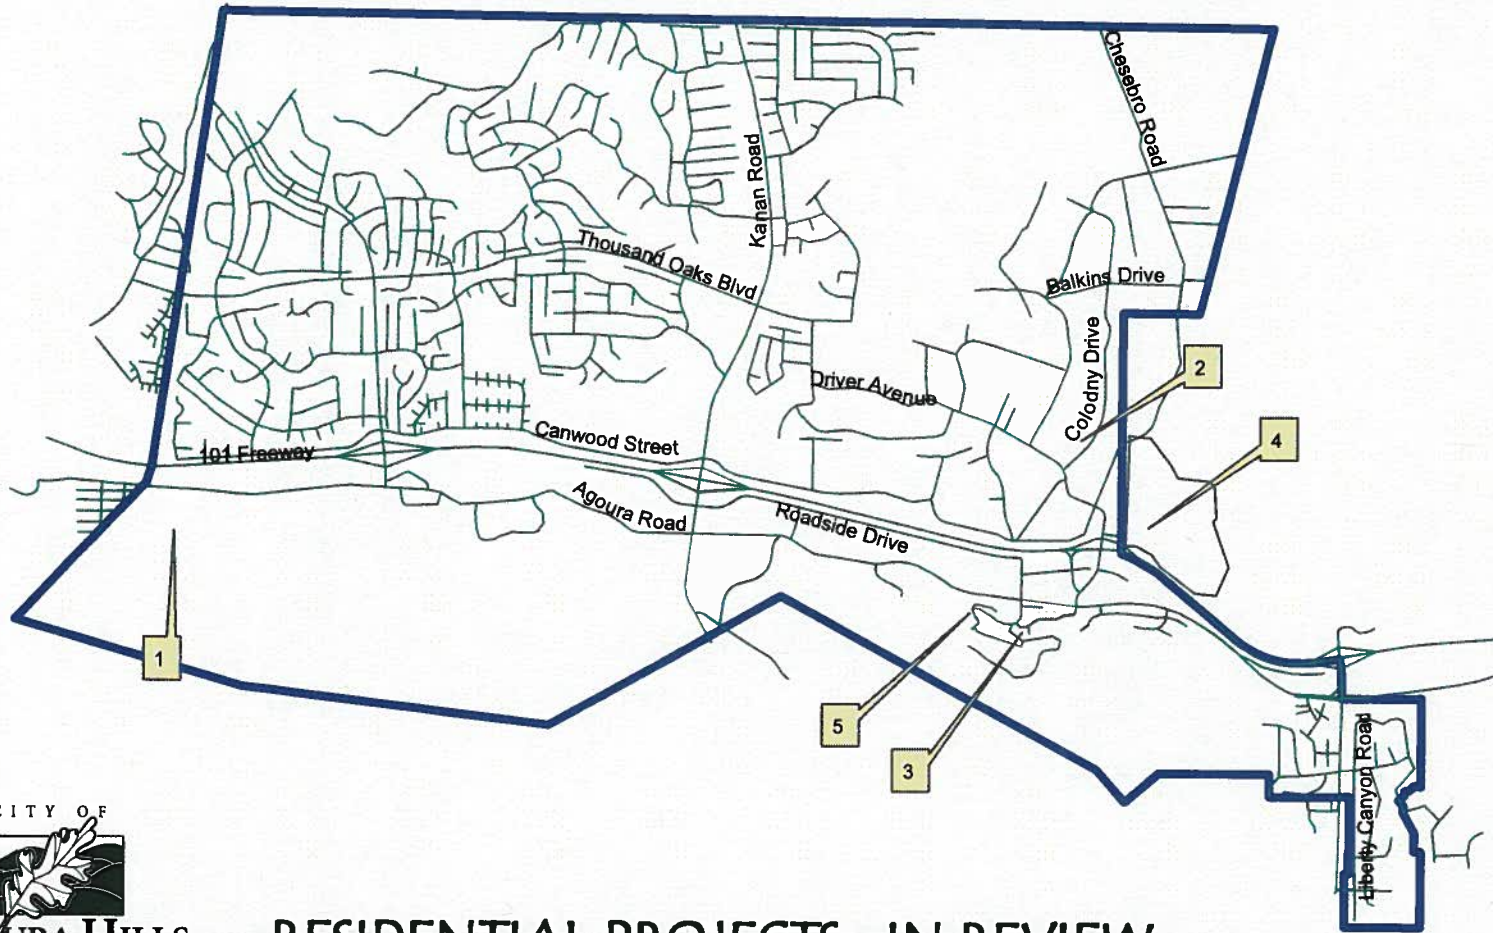 Chesebro Road
Kanan Road
Thousand Oaks Blvd
Balkins Drive
Colodny Drive
2
Driver Avenue
4
Canwood Street
101 Freeway
Agoura Road
Roadside Drive
1
5
3
Liberty Canyon Road
CITY OF
HILLS
RESIDENTIAL PROJECTS - IN REVIEW